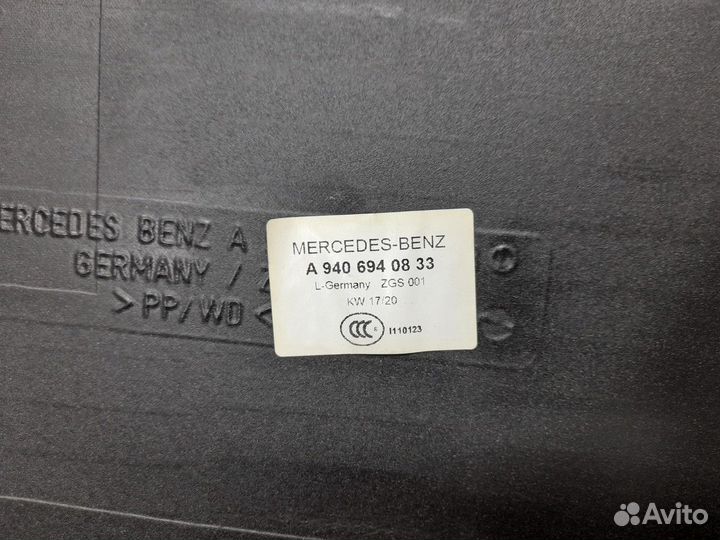 MERCEDES-BENZ
A 940 694 08 33
L-Germany ZGS 001
KW 17/20
CCC E I110123
ERCEDES BENZ A
GERMANY /
>PP/WD<
Avito